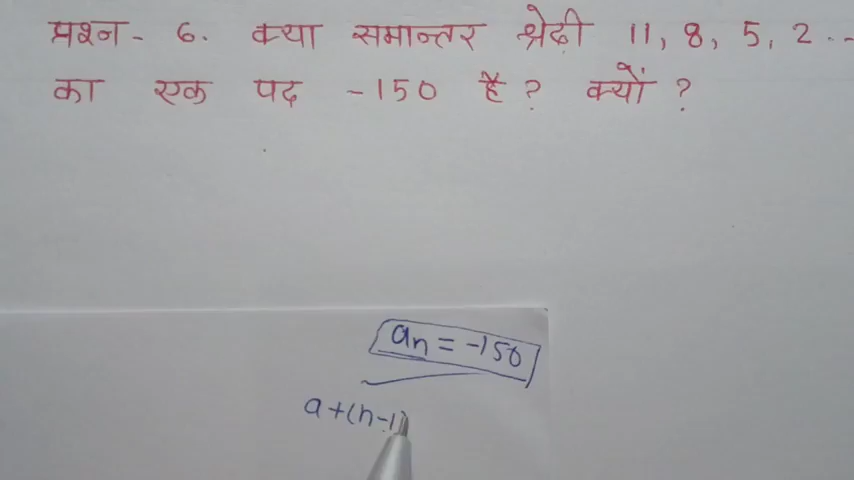 प्रश्न- 6. क्या समान्तर श्रेढ़ी 11, 8, 5, 2...
का एक पद -150 है? क्यों?
an = -150
a+(n-1)